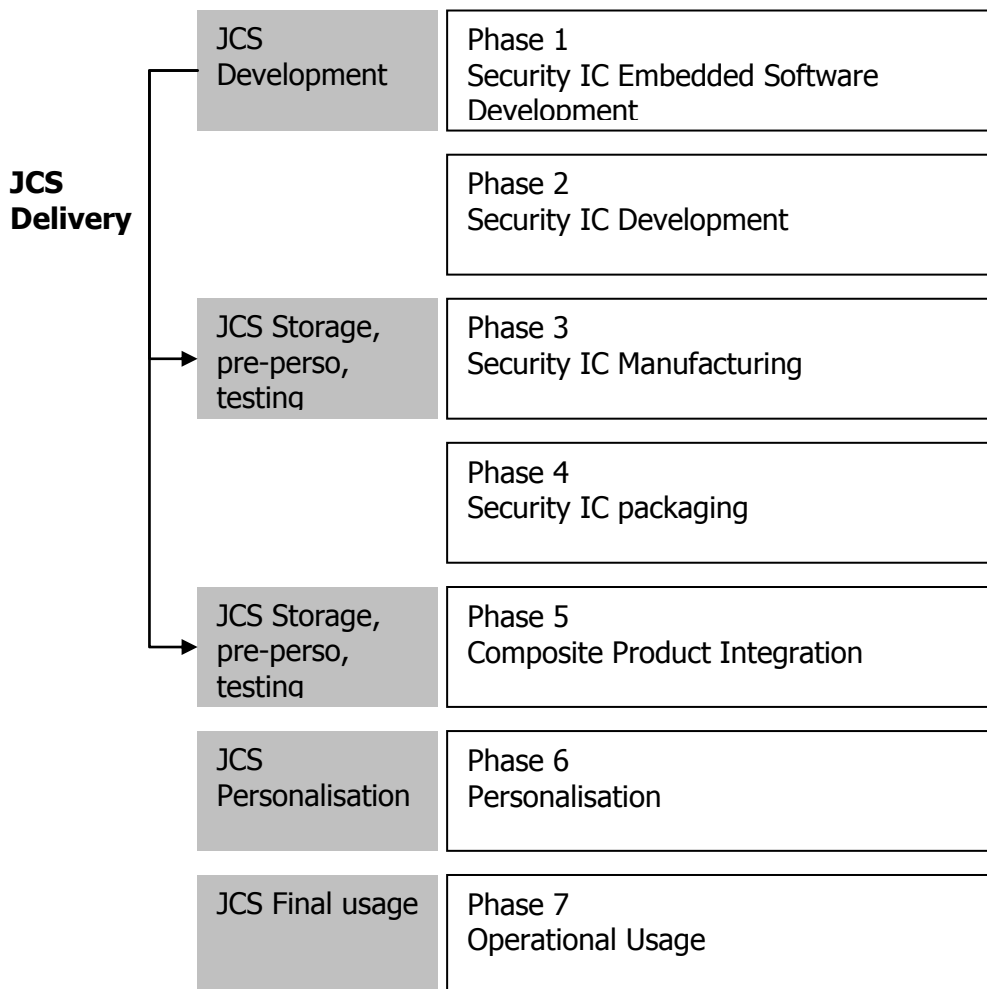 JCS
Development
Phase 1
Security IC Embedded Software
Development
JCS
Delivery
Phase 2
Security IC Development
JCS Storage,
pre-perso,
testing
Phase 3
Security IC Manufacturing
Phase 4
Security IC packaging
JCS Storage,
pre-perso,
testing
Phase 5
Composite Product Integration
JCS
Personalisation
Phase 6
Personalisation
JCS Final usage
Phase 7
Operational Usage